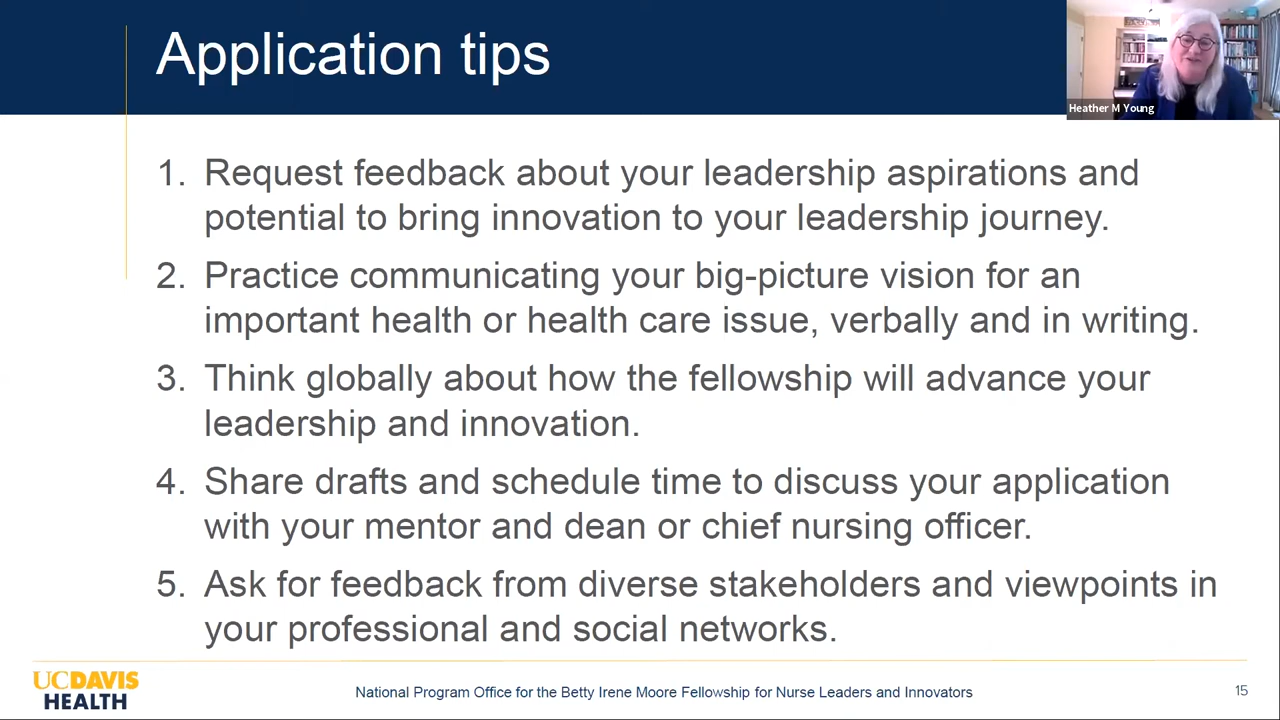 Application tips
Heather M Young
1. Request feedback about your leadership aspirations and
potential to bring innovation to your leadership journey.
2. Practice communicating your big-picture vision for an
important health or health care issue, verbally and in writing.
3. Think globally about how the fellowship will advance your
leadership and innovation.
4. Share drafts and schedule time to discuss your application
with your mentor and dean or chief nursing officer.
5. Ask for feedback from diverse stakeholders and viewpoints in
your professional and social networks.
UCDAVIS
HEALTH
National Program Office for the Betty Irene Moore Fellowship for Nurse Leaders and Innovators
15